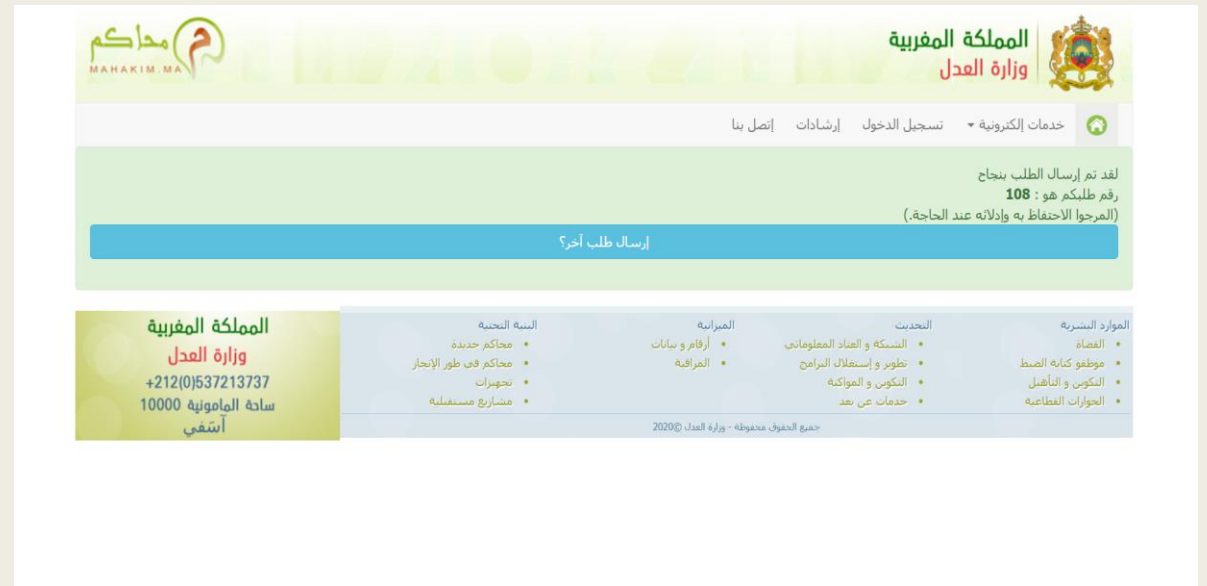 المملكة المغربية
وزارة العدل
محاكم
MAHAKIM.MA
خدمات إلكترونية
تسجيل الدخول
إرشادات
إتصل بنا
لقد تم إرسال الطلب بنجاح
رقم طلبكم هو : 108
(المرجوا الاحتفاظ به وإدلائه عند الحاجة.)
إرسال طلب آخر؟
الموارد البشرية
القضاة
موظفو كتابة الضبط
التكوين و التأهيل
الحوارات القطاعية
التحديث
الشبكة و العتاد المعلوماتي
تطوير و إستغلال البرامج
التكوين و المواكبة
خدمات عن بعد
الميزانية
أرقام و بيانات
المراقبة
البنية التحتية
محاكم جديدة
محاكم في طور الإنجاز
تجهيزات
مشاريع مستقبلية
جميع الحقوق محفوظة - وزارة العدل @2020
المملكة المغربية
وزارة العدل
+212(0)537213737
ساحة المامونية 10000
آسَفي